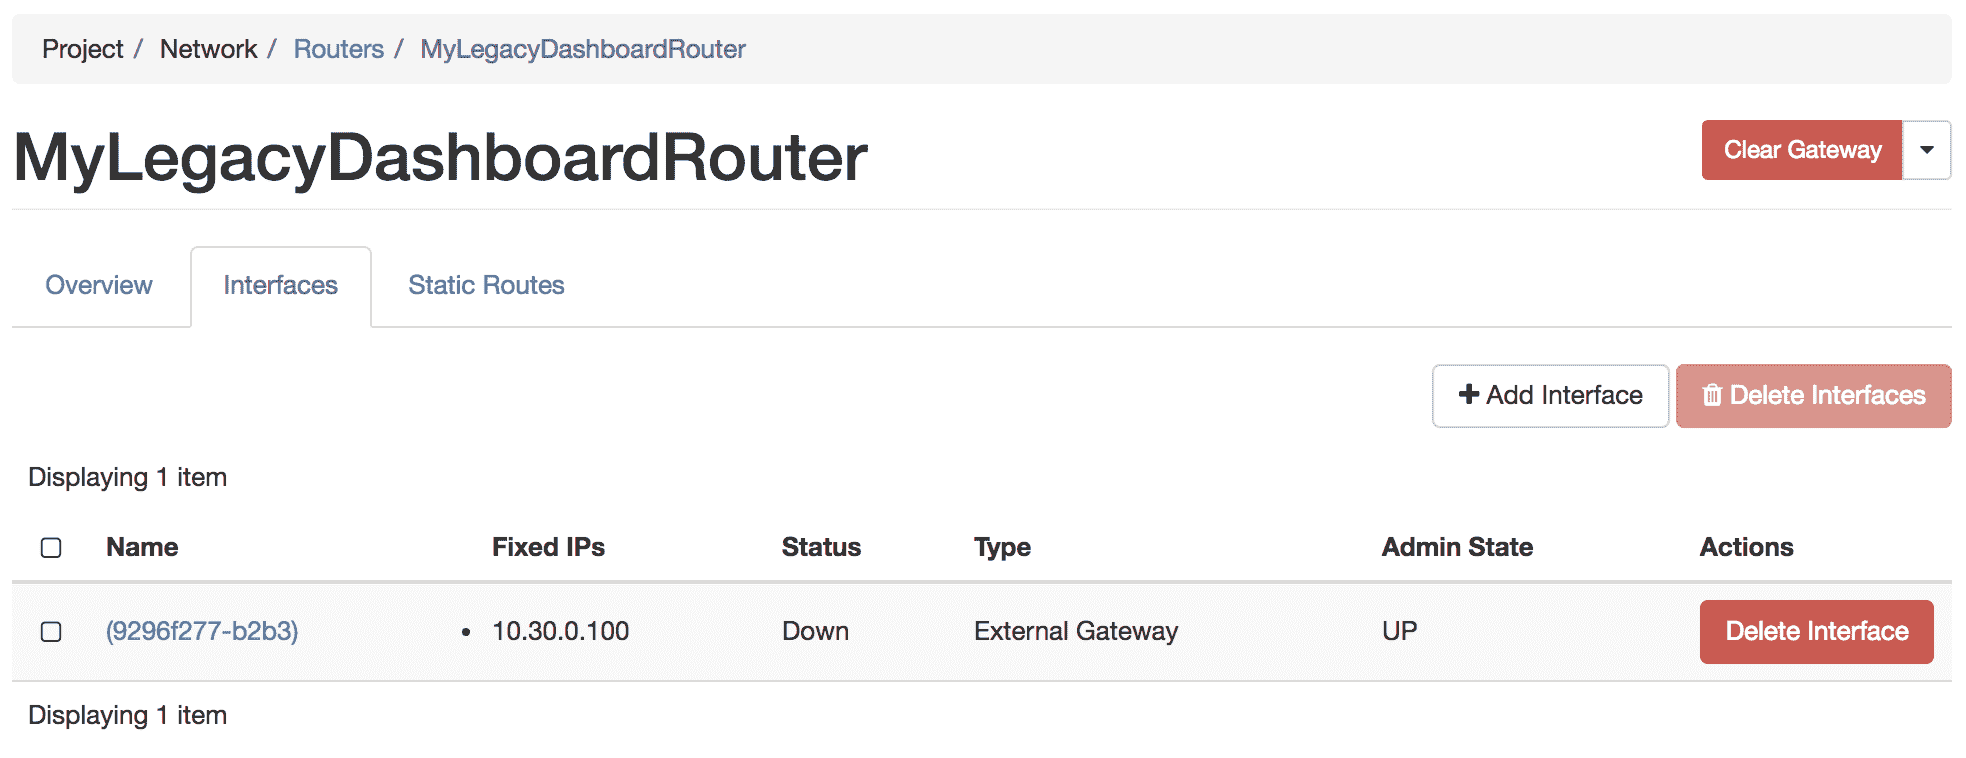 Project / Network / Routers / MyLegacyDashboardRouter
MyLegacyDashboardRouter
Clear Gateway
Overview Interfaces Static Routes
Add Interface Delete Interfaces
Displaying 1 item
Name Fixed IPs Status Type Admin State Actions
(9296f277-b2b3) • 10.30.0.100 Down External Gateway UP Delete Interface
Displaying 1 item